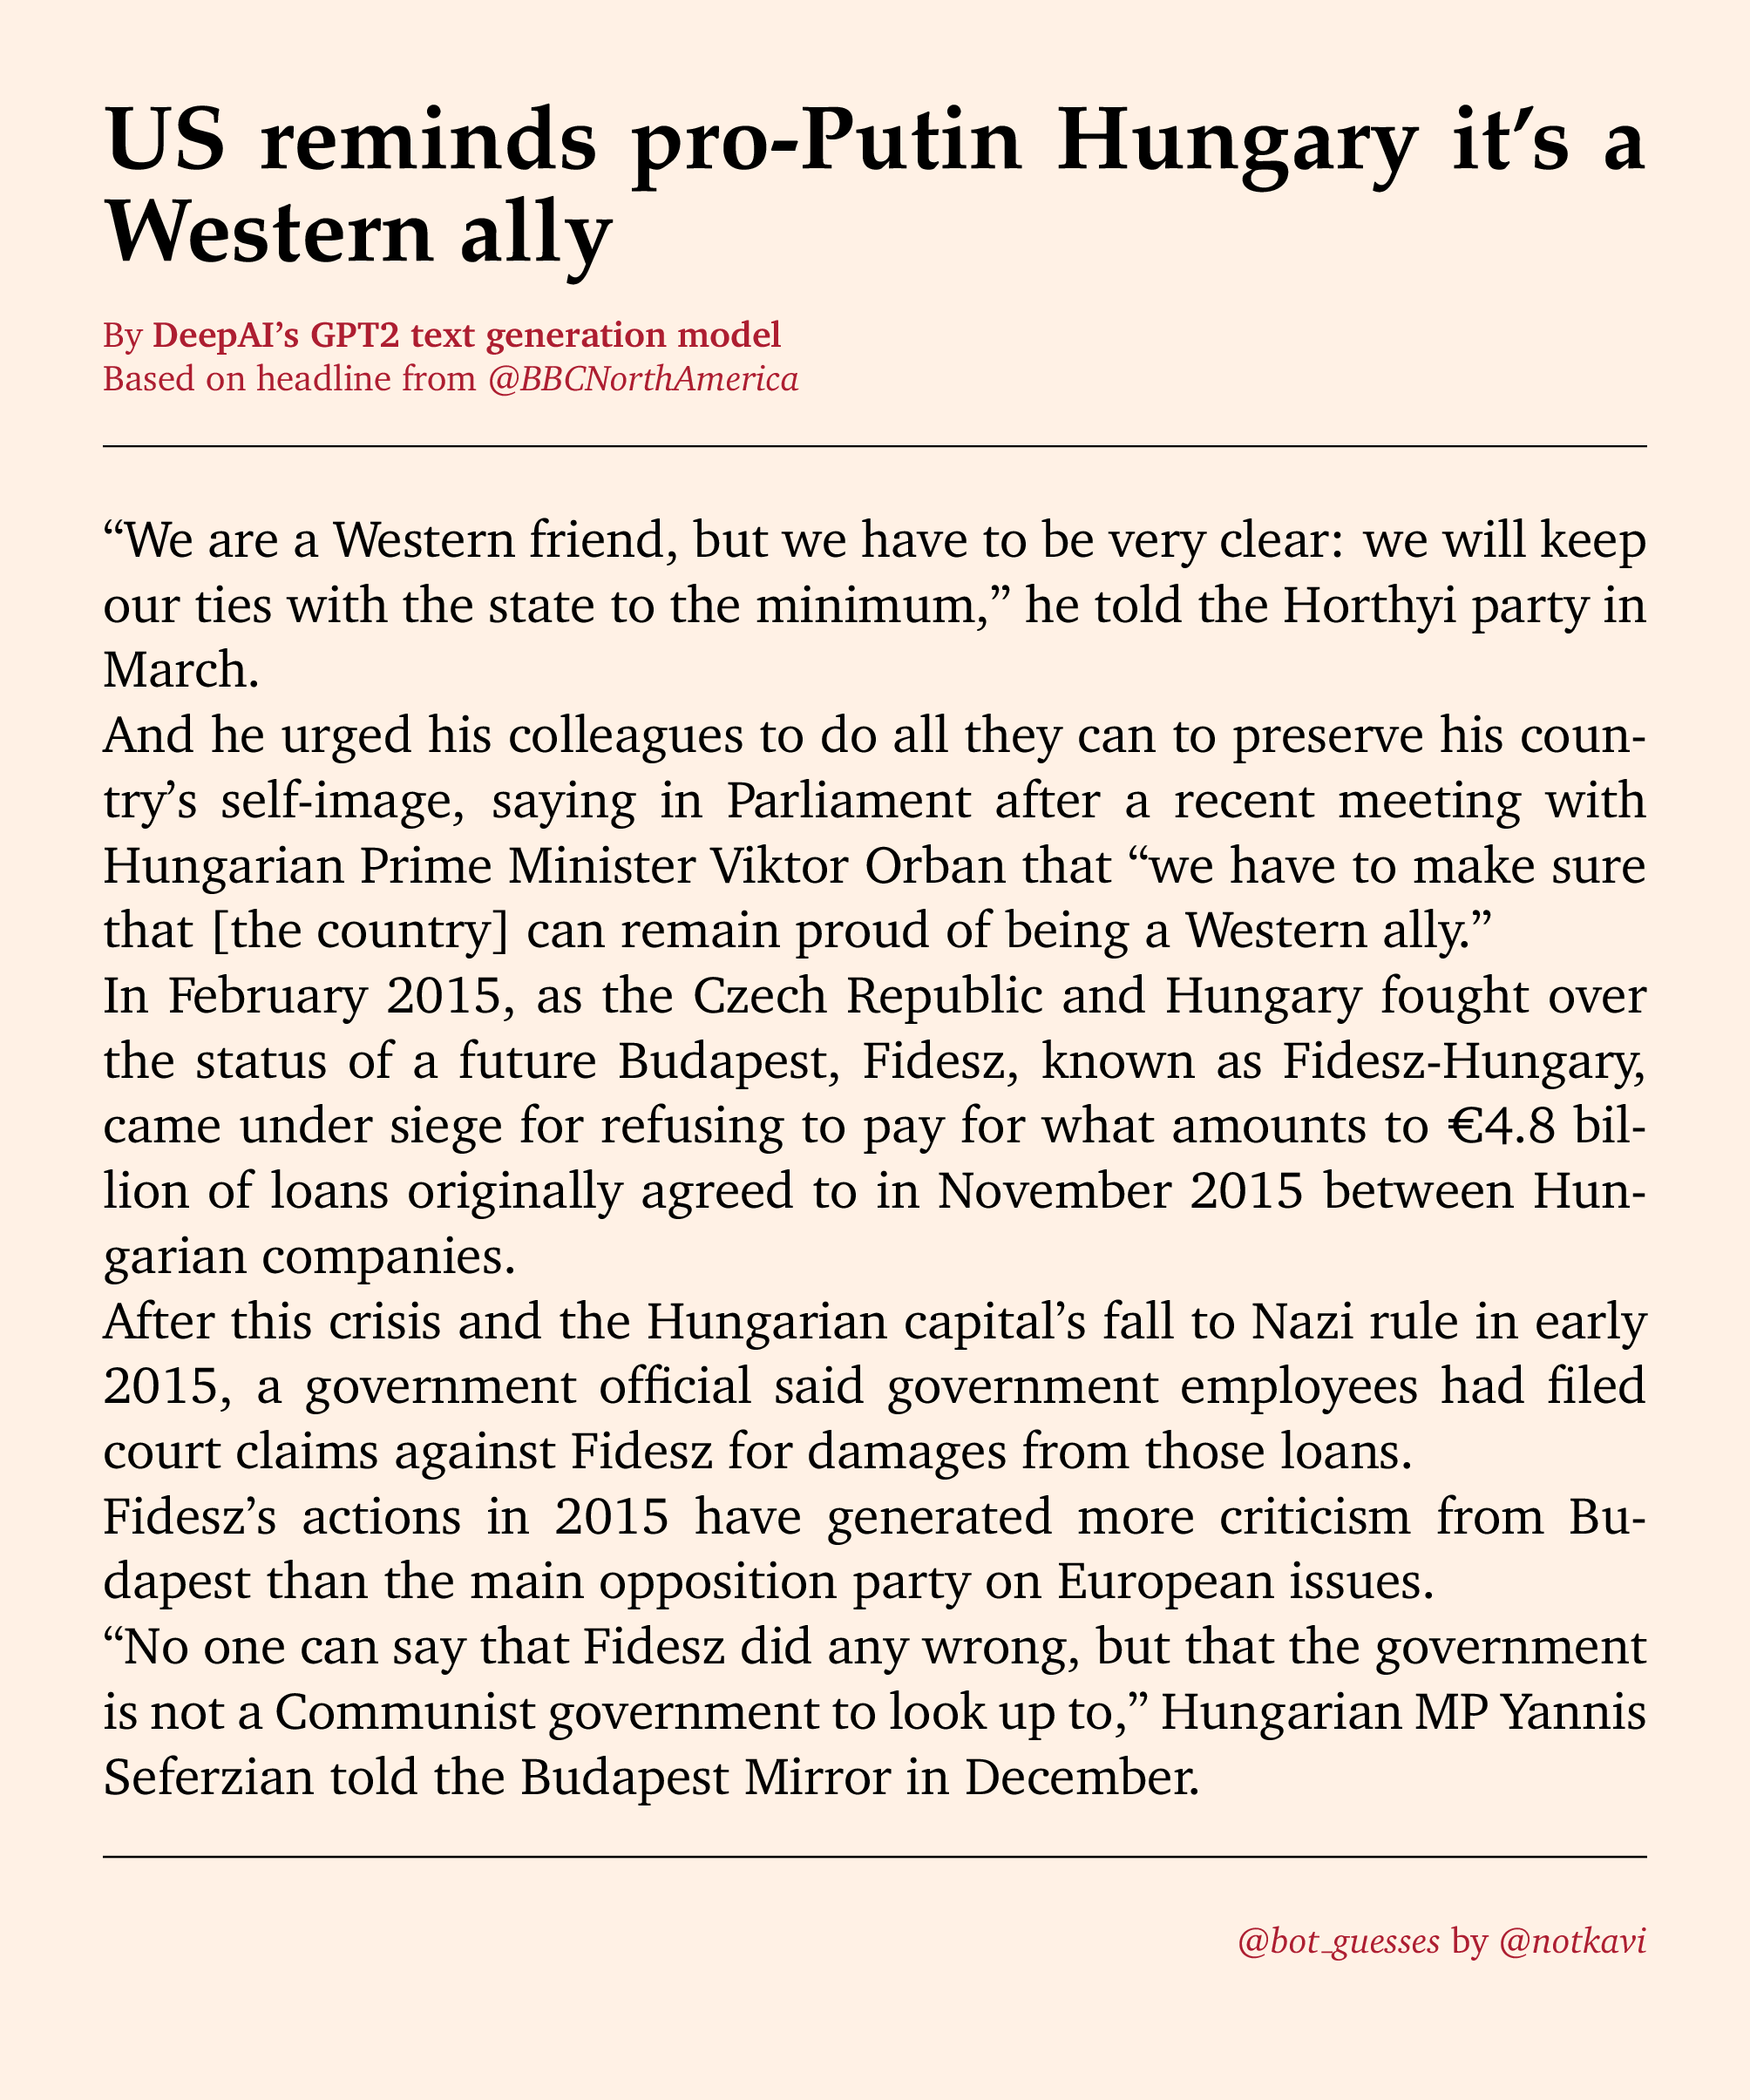 US reminds pro-Putin Hungary it’s a
Western ally
By DeepAI’s GPT2 text generation model
Based on headline from @BBCNorthAmerica
“We are a Western friend, but we have to be very clear: we will keep
our ties with the state to the minimum,” he told the Horthyi party in
March.
And he urged his colleagues to do all they can to preserve his coun-
try’s self-image, saying in Parliament after a recent meeting with
Hungarian Prime Minister Viktor Orban that “we have to make sure
that [the country] can remain proud of being a Western ally.”
In February 2015, as the Czech Republic and Hungary fought over
the status of a future Budapest, Fidesz, known as Fidesz-Hungary,
came under siege for refusing to pay for what amounts to €4.8 bil-
lion of loans originally agreed to in November 2015 between Hun-
garian companies.
After this crisis and the Hungarian capital’s fall to Nazi rule in early
2015, a government official said government employees had filed
court claims against Fidesz for damages from those loans.
Fidesz’s actions in 2015 have generated more criticism from Bu-
dapest than the main opposition party on European issues.
“No one can say that Fidesz did any wrong, but that the government
is not a Communist government to look up to,” Hungarian MP Yannis
Seferzian told the Budapest Mirror in December.
@bot_guesses by @notkavi